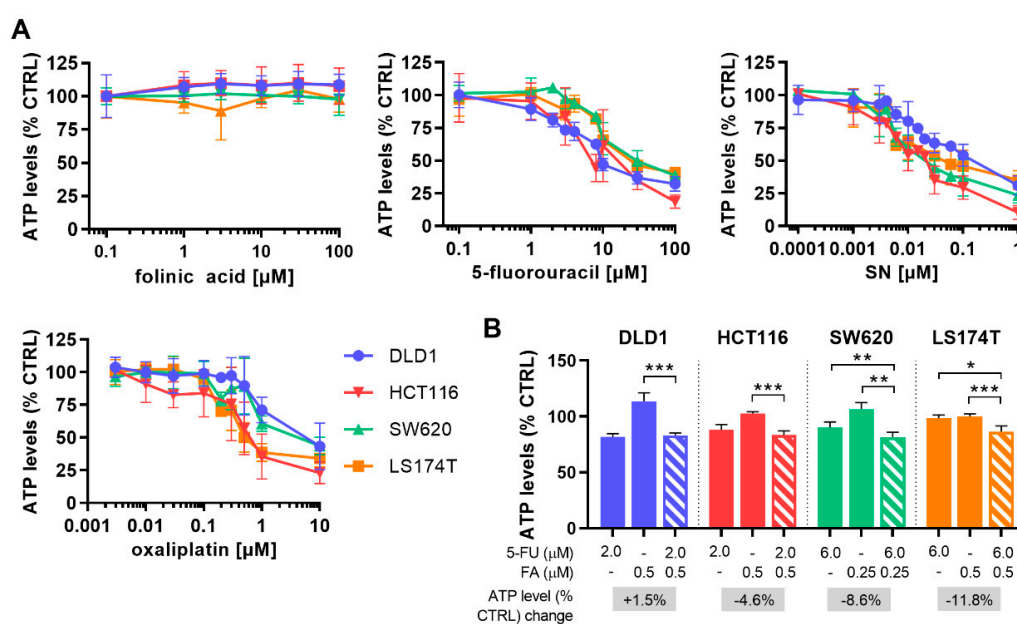 A
ATP levels (% CTRL)
125
100
75
50
25
0
0.1 1 10 100
folinic acid [µM]
ATP levels (% CTRL)
125
100
75
50
25
0
0.1 1 10 100
5-fluorouracil [µM]
ATP levels (% CTRL)
125
100
75
50
25
0
0.0001 0.001 0.01 0.1 1
SN [µM]
ATP levels (% CTRL)
125
100
75
50
25
0
0.001 0.01 0.1 1 10
oxaliplatin [µM]
DLD1
HCT116
SW620
LS174T
B
DLD1 HCT116 SW620 LS174T
ATP levels (% CTRL)
150
100
50
0
*** *** ** ** * ***
5-FU (µM) 2.0 - 2.0 2.0 - 2.0 6.0 - 6.0 6.0 - 6.0
FA (µM) - 0.5 0.5 - 0.5 0.5 - 0.25 0.25 - 0.5 0.5
ATP level (%
CTRL) change
+1.5% -4.6% -8.6% -11.8%